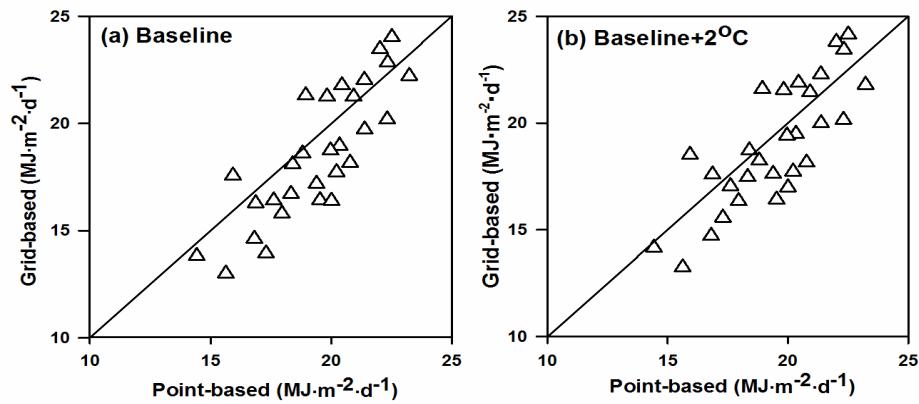 (a) Baseline
Grid-based (MJ·m-2·d-1)
25
20
15
10
10 15 20 25
Point-based (MJ·m-2·d-1)
(b) Baseline+2OC
Grid-based (MJ·m-2·d-1)
25
20
15
10
10 15 20 25
Point-based (MJ·m-2·d-1)